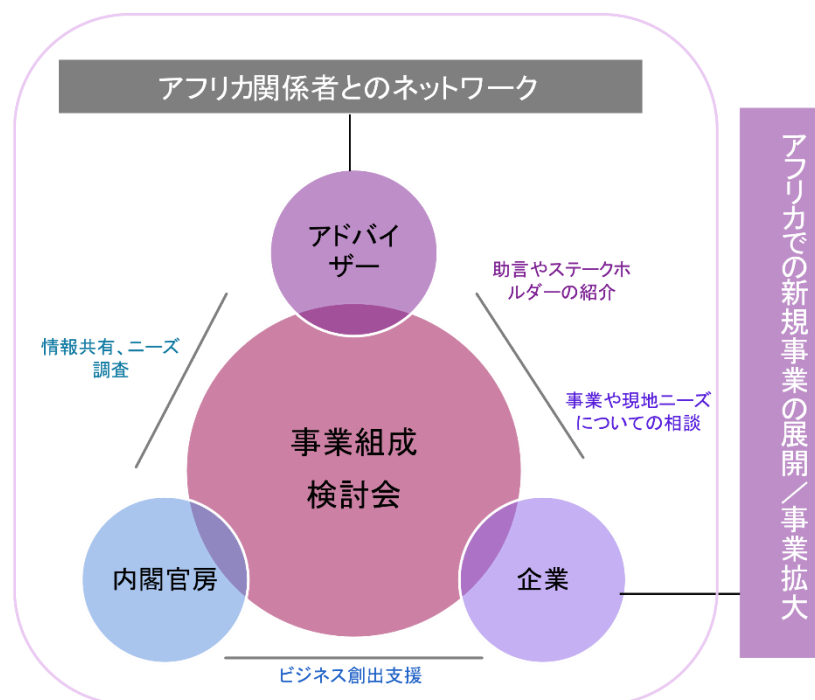 アフリカ関係者とのネットワーク
アドバイ
ザー
助言やステークホ
ルダーの紹介
情報共有、ニーズ
調査
事業や現地ニーズ
についての相談
事業組成
検討会
内閣官房
企業
ビジネス創出支援
アフリカでの新規事業の展開／事業拡大